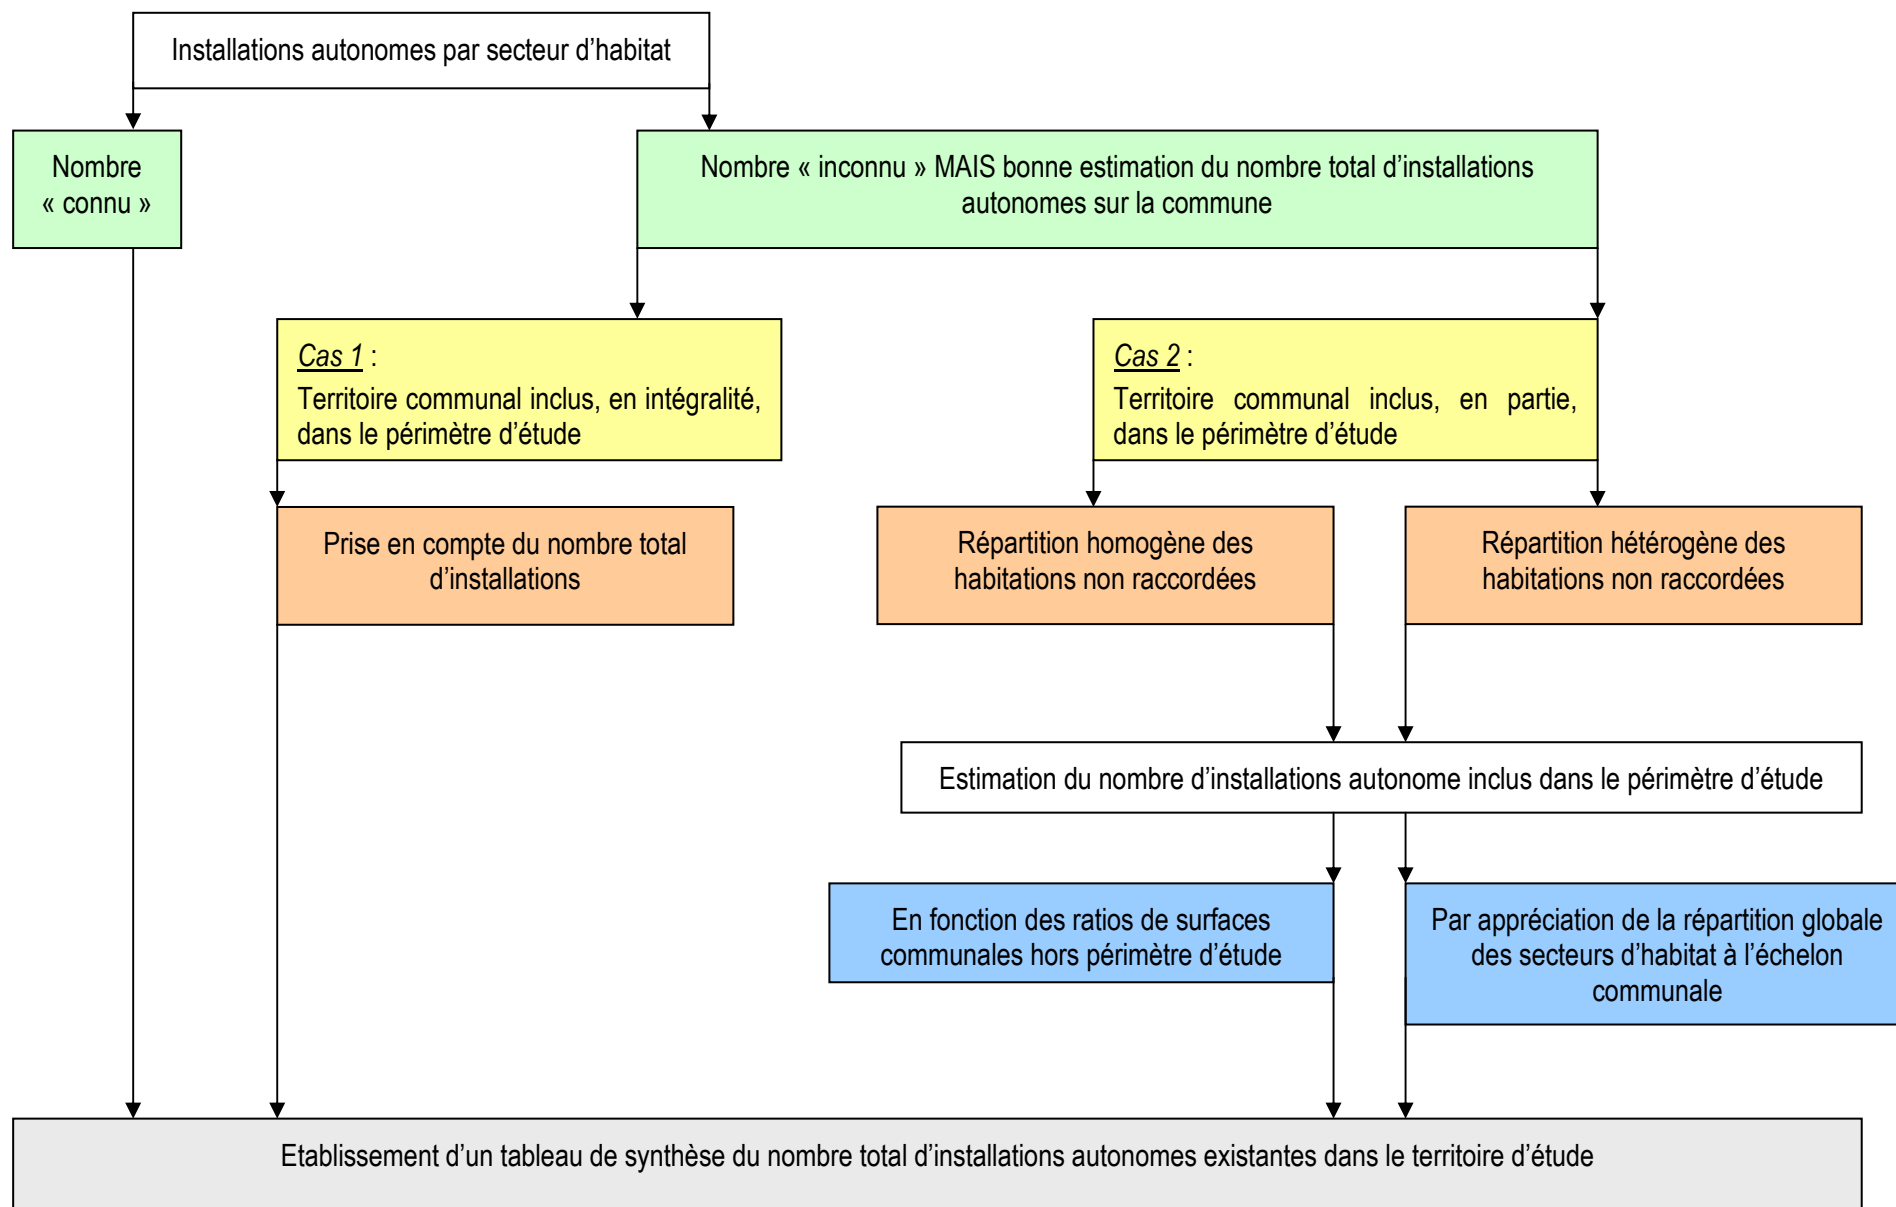 Installations autonomes par secteur d’habitat
Nombre
« connu »
Nombre « inconnu » MAIS bonne estimation du nombre total d’installations
autonomes sur la commune
Cas 1 :
Territoire communal inclus, en intégralité,
dans le périmètre d’étude
Cas 2 :
Territoire communal inclus, en partie,
dans le périmètre d’étude
Prise en compte du nombre total
d’installations
Répartition homogène des
habitations non raccordées
Répartition hétérogène des
habitations non raccordées
Estimation du nombre d’installations autonome inclus dans le périmètre d’étude
En fonction des ratios de surfaces
communales hors périmètre d’étude
Par appréciation de la répartition globale
des secteurs d’habitat à l’échelon
communale
Etablissement d’un tableau de synthèse du nombre total d’installations autonomes existantes dans le territoire d’étude